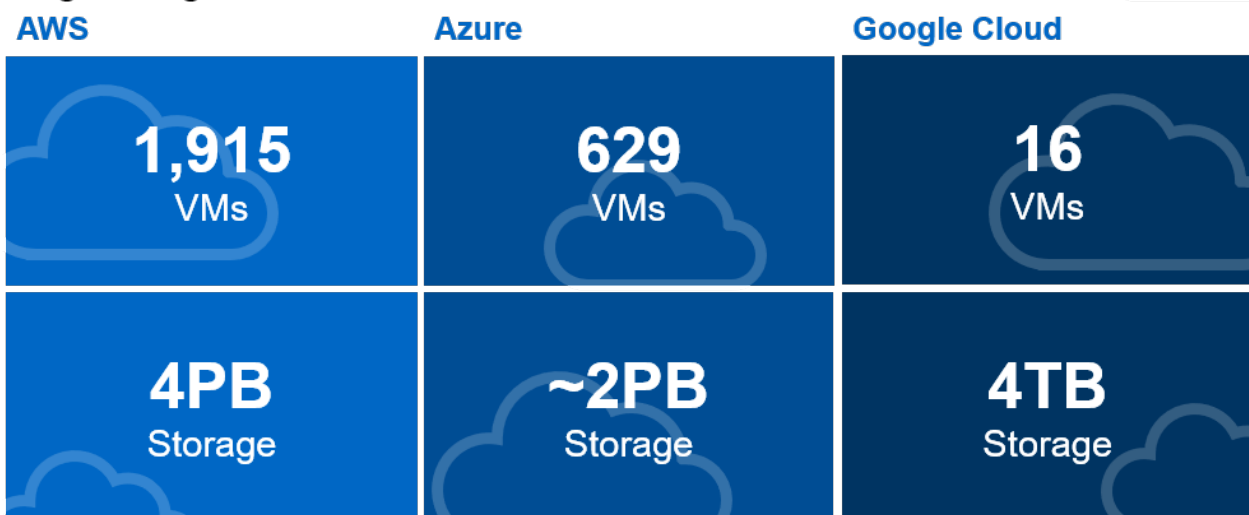 AWS
Azure
Google Cloud
1,915
VMs
629
VMs
16
VMs
4PB
Storage
~2PB
Storage
4TB
Storage